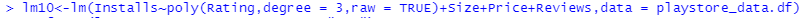 > lm10<-lm(Installs~poly(Rating,degree = 3,raw = TRUE)+Size+Price+Reviews,data = playstore_data.df)